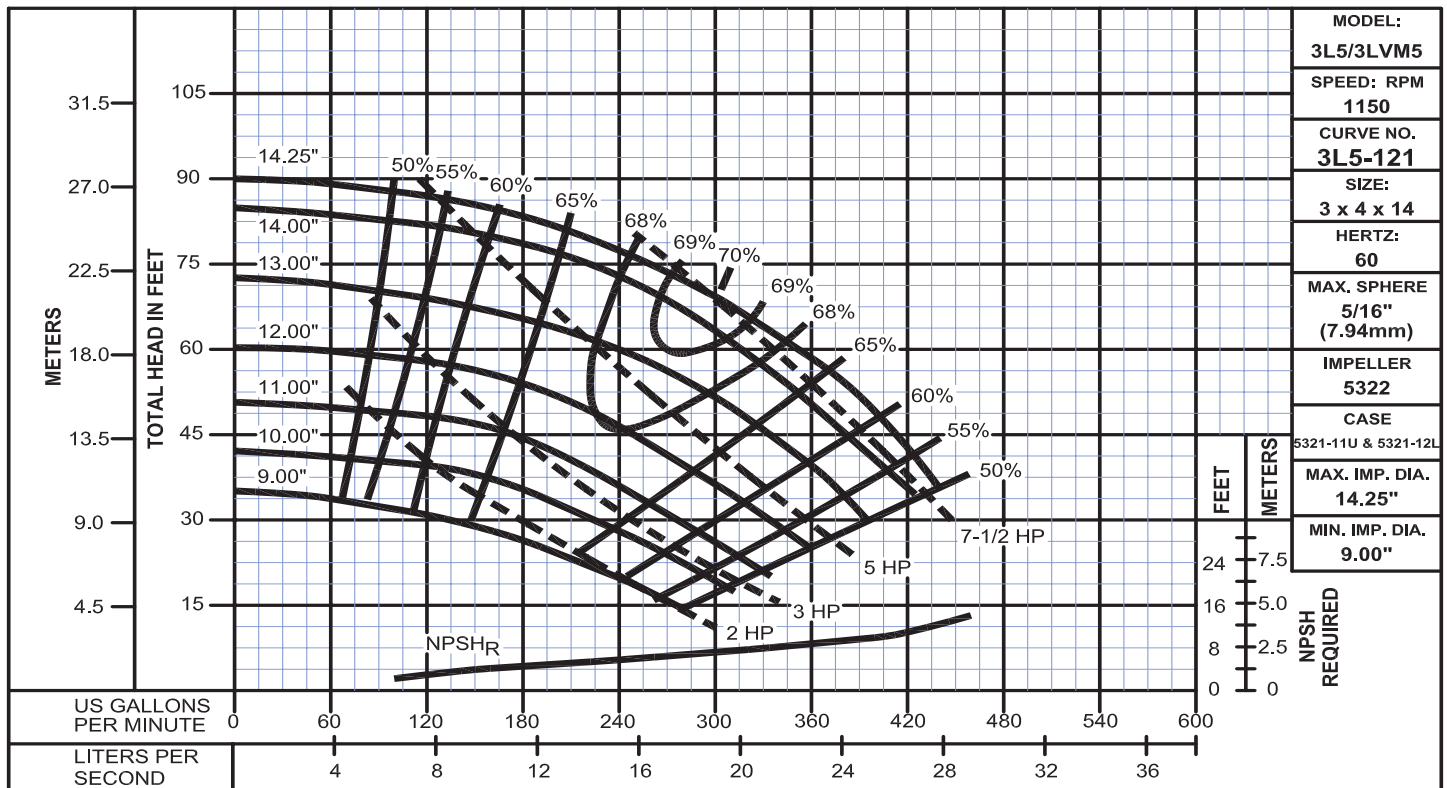 MODEL:
3L5/3LVM5
SPEED: RPM
1150
CURVE NO.
3L5-121
SIZE:
3 x 4 x 14
HERTZ:
60
MAX. SPHERE
5/16"
(7.94mm)
IMPELLER
5322
CASE
5321-11U & 5321-12L
MAX. IMP. DIA.
14.25"
MIN. IMP. DIA.
9.00"
METERS
31.5
27.0
22.5
18.0
13.5
9.0
4.5
TOTAL HEAD IN FEET
105
90
75
60
45
30
15
14.25"
14.00"
13.00"
12.00"
11.00"
10.00"
9.00"
50%
55%
60%
65%
68%
69%
70%
69%
68%
65%
60%
55%
50%
7-1/2 HP
5 HP
3 HP
2 HP
NPSHR
FEET
METERS
24
16
8
0
7.5
5.0
2.5
0
NPSH
REQUIRED
US GALLONS
PER MINUTE
0 60 120 180 240 300 360 420 480 540 600
LITERS PER
SECOND
4 8 12 16 20 24 28 32 36